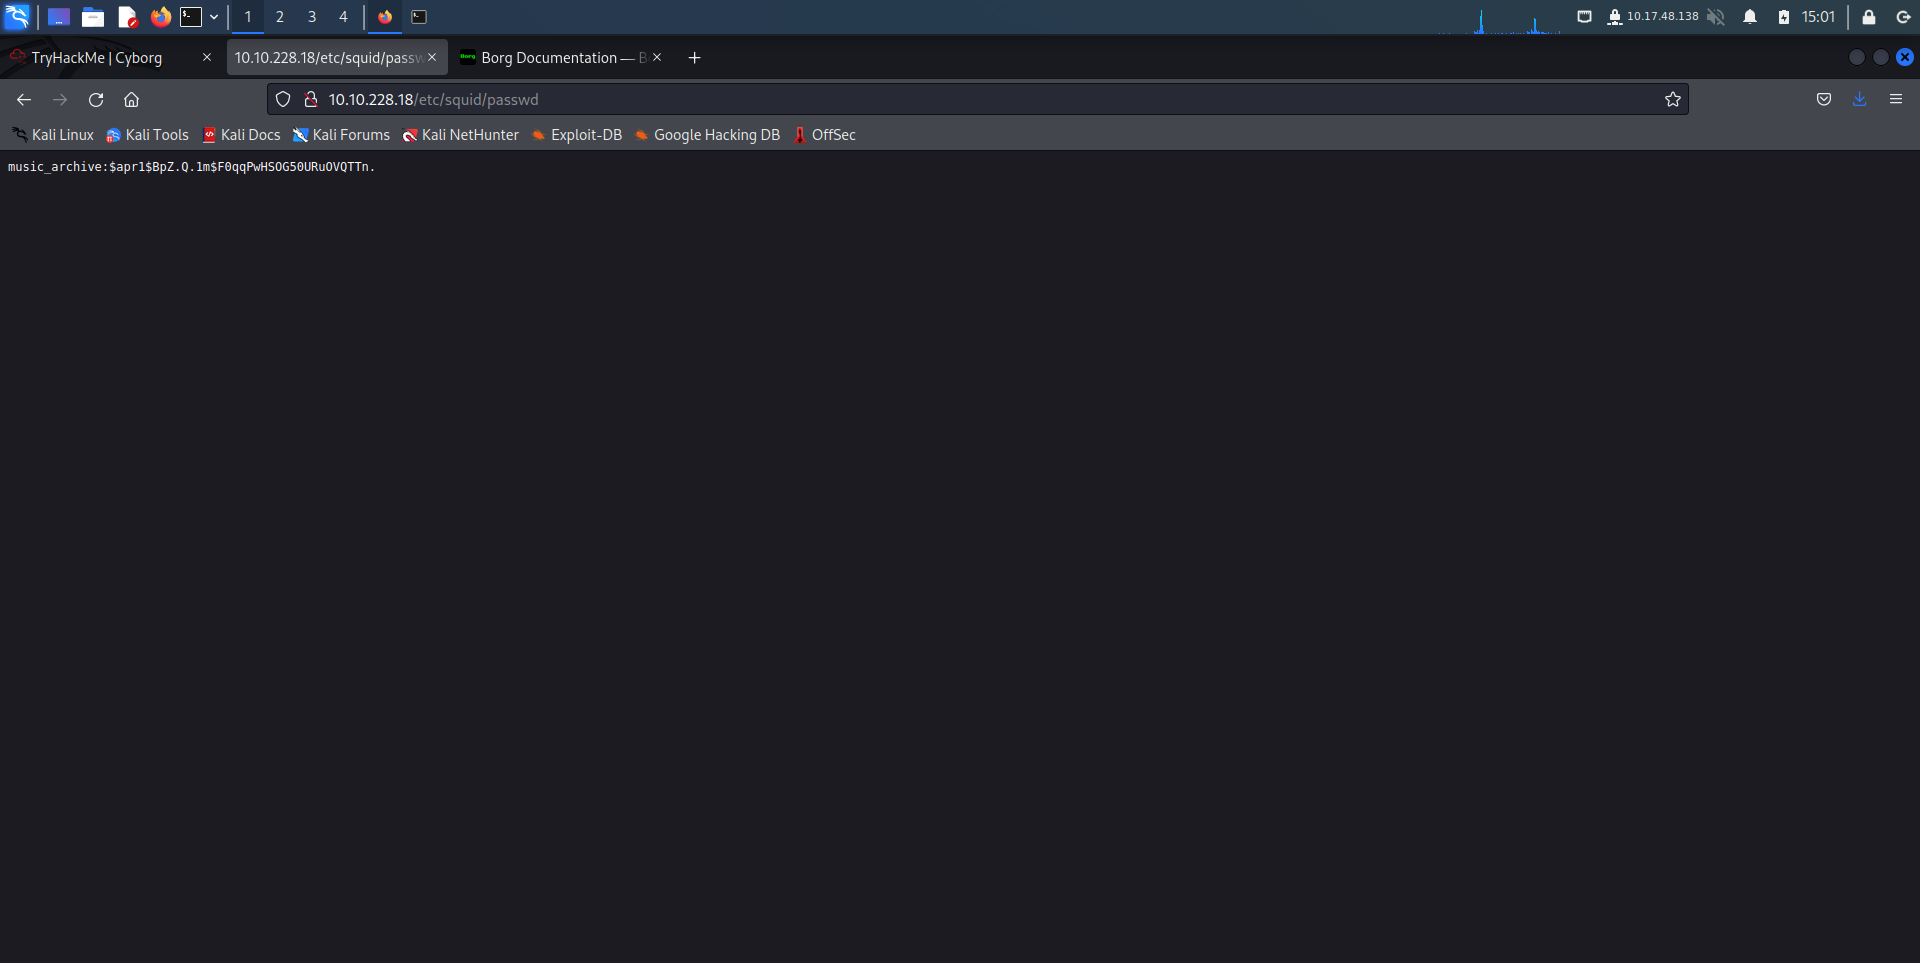 1 2 3 4 10.17.48.138 15:01
TryHackMe | Cyborg 10.10.228.18/etc/squid/passw Borg Documentation — B
10.10.228.18/etc/squid/passwd
Kali Linux Kali Tools Kali Docs Kali Forums Kali NetHunter Exploit-DB Google Hacking DB OffSec
music_archive:$apr1$BpZ.Q.1m$F0qqPwHSOG50URuOVQTTn.